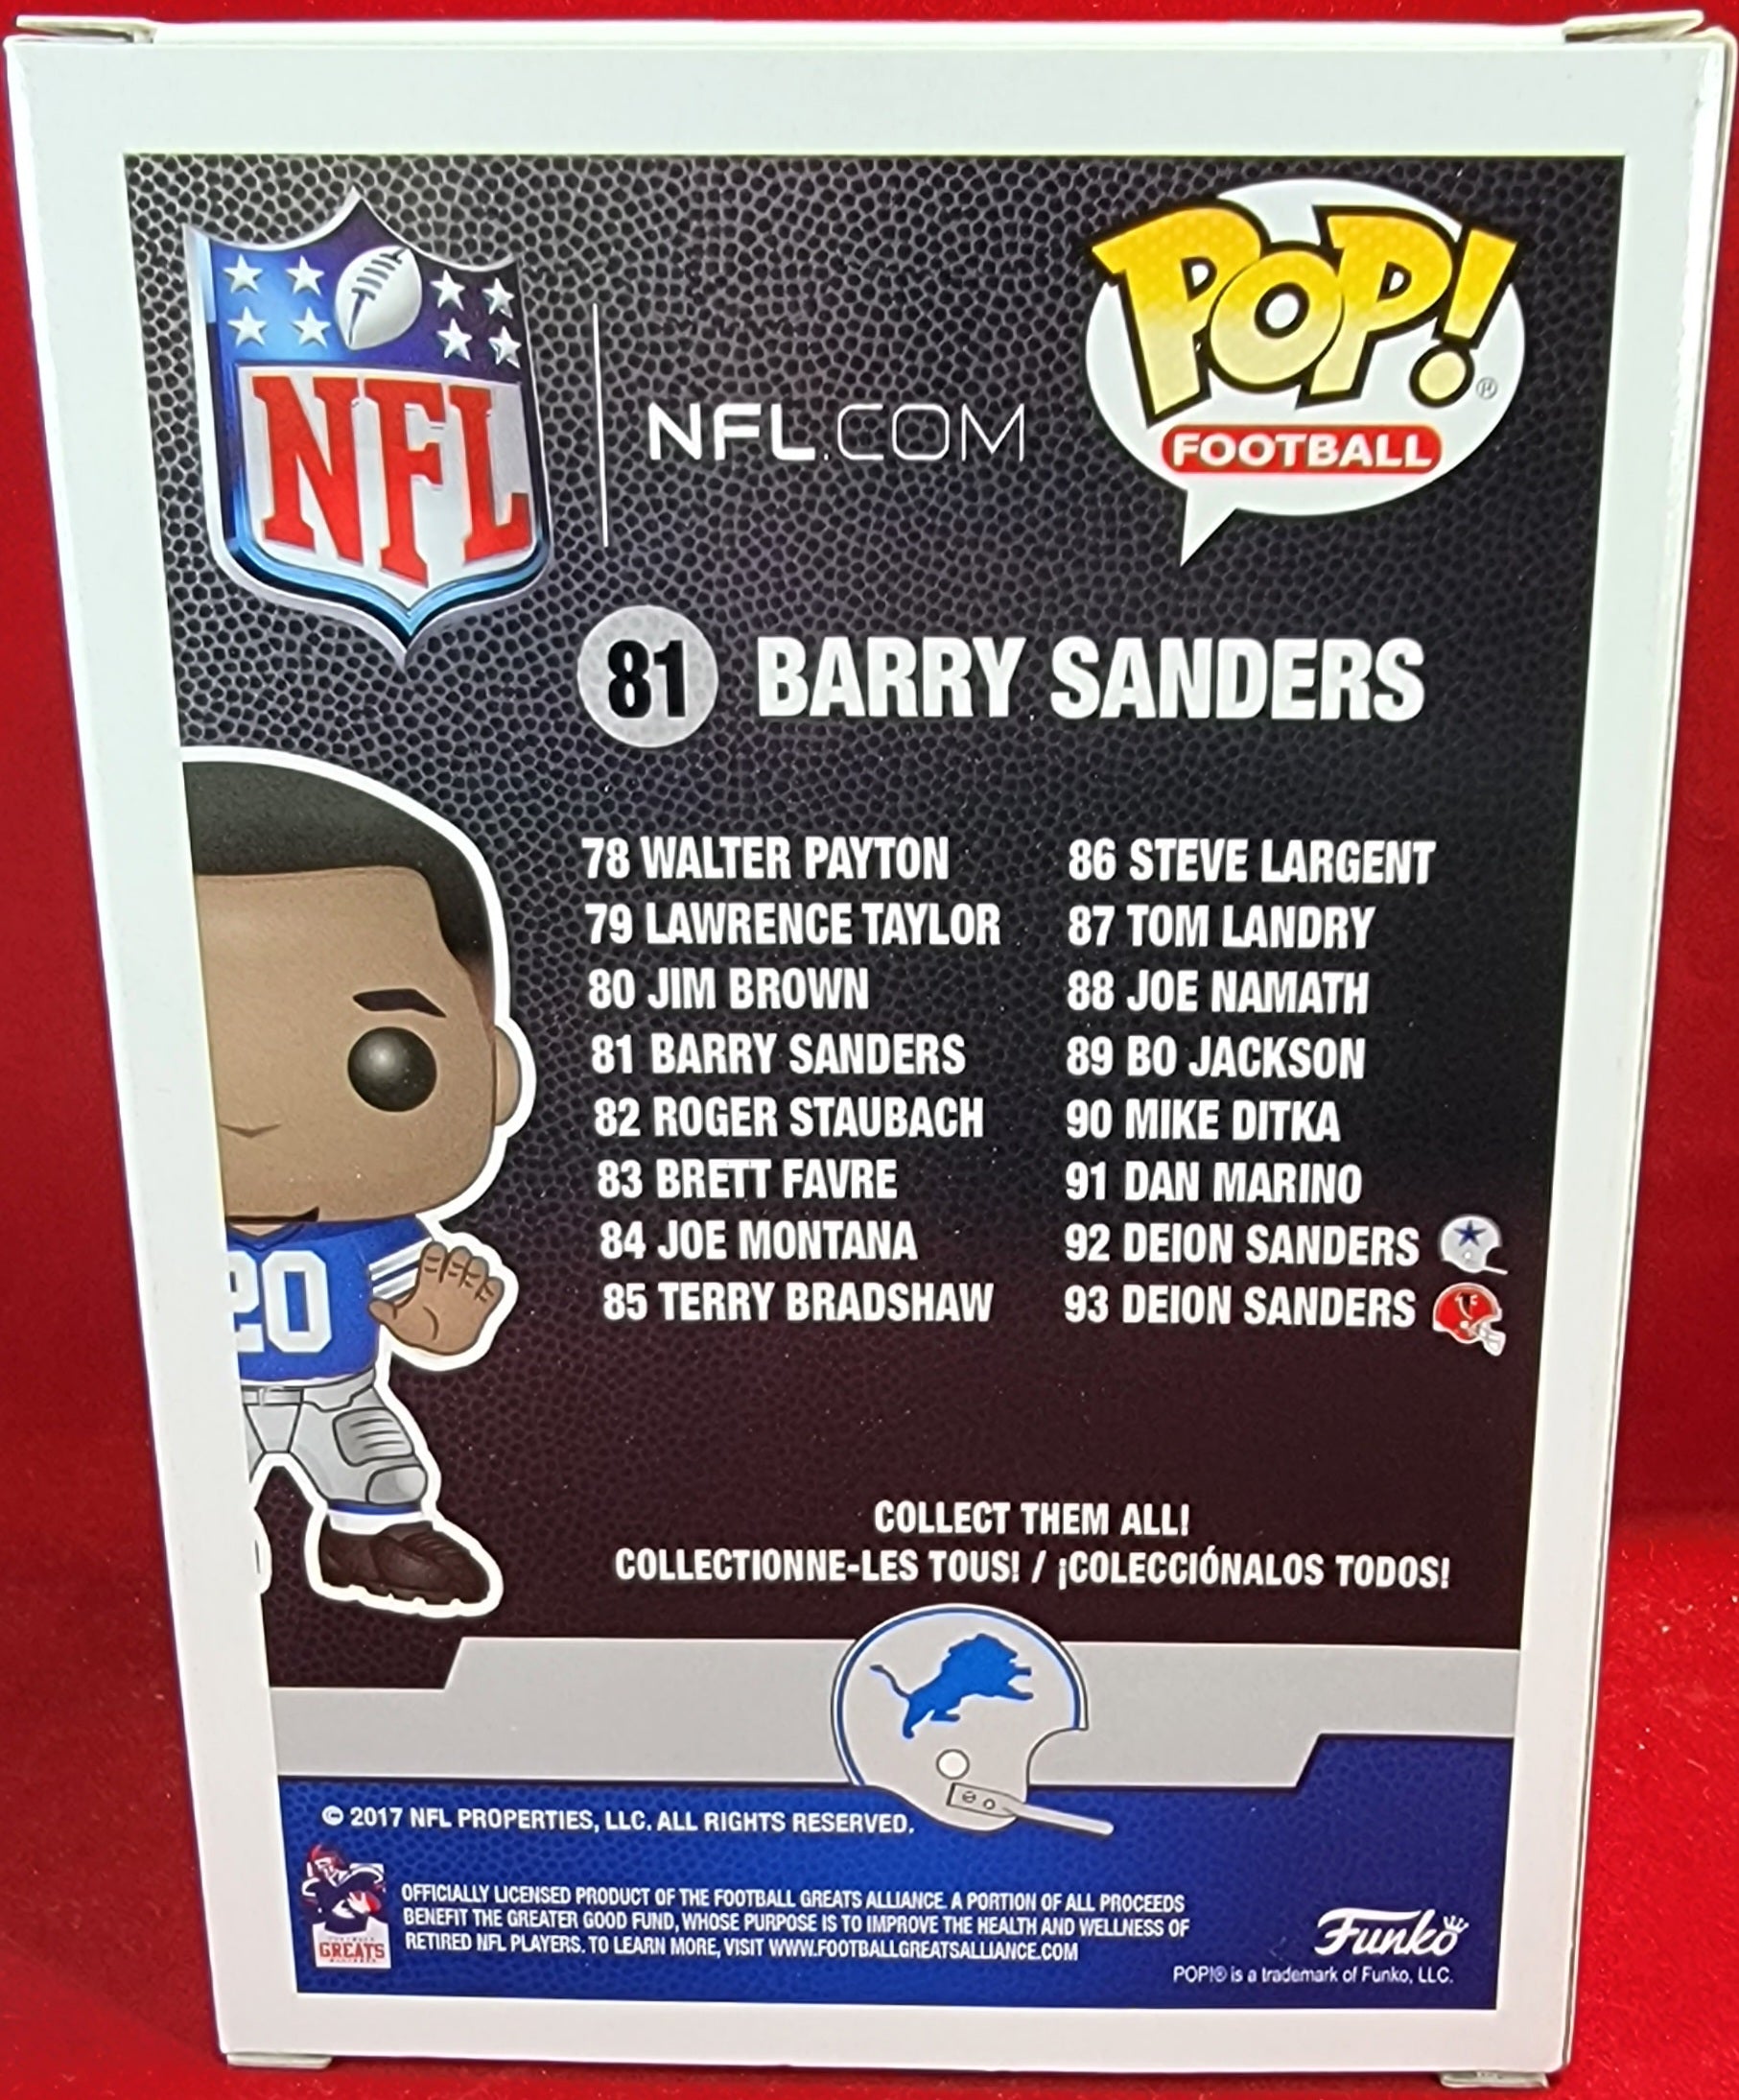 NFL
NFL.COM
POP!®
FOOTBALL
81 BARRY SANDERS
78 WALTER PAYTON
79 LAWRENCE TAYLOR
80 JIM BROWN
81 BARRY SANDERS
82 ROGER STAUBACH
83 BRETT FAVRE
84 JOE MONTANA
85 TERRY BRADSHAW
86 STEVE LARGENT
87 TOM LANDRY
88 JOE NAMATH
89 BO JACKSON
90 MIKE DITKA
91 DAN MARINO
92 DEION SANDERS
93 DEION SANDERS
20
COLLECT THEM ALL!
COLLECTIONNE-LES TOUS! / ¡COLECCIÓNALOS TODOS!
© 2017 NFL PROPERTIES, LLC. ALL RIGHTS RESERVED.
GREATS
OFFICIALLY LICENSED PRODUCT OF THE FOOTBALL GREATS ALLIANCE. A PORTION OF ALL PROCEEDS
BENEFIT THE GREATER GOOD FUND, WHOSE PURPOSE IS TO IMPROVE THE HEALTH AND WELLNESS OF
RETIRED NFL PLAYERS. TO LEARN MORE, VISIT WWW.FOOTBALLGREATSALLIANCE.COM
Funko
POP!® is a trademark of Funko, LLC.